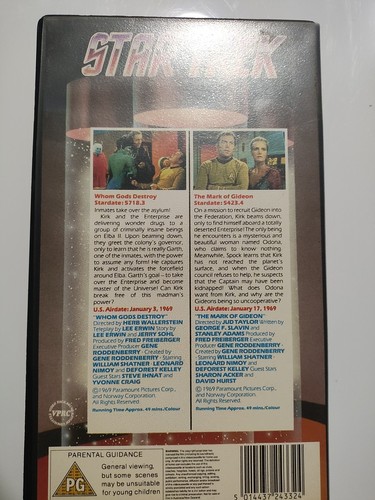 STAR TREK
Whom Gods Destroy
Stardate: 5718.3
Inmates take over the asylum!
Kirk and the Enterprise are
delivering wonder drugs to a
group of criminally insane beings
on Elba II. Upon beaming down,
they greet the colony's governor,
only to learn that he is really Garth,
one of the inmates, with the power
to assume any form! He captures
Kirk and activates the forcefield
around Elba. Garth's goal - to take
over the Enterprise and become
master of the Universe! Can Kirk
break free of this madman's
power?
U.S. Airdate: January 3, 1969
"WHOM GODS DESTROY"
Directed by HERB WALLERSTEIN
Teleplay by LEE ERWIN Story by
LEE ERWIN and JERRY SOHL
Produced by FRED FREIBERGER
Executive Producer GENE
RODDENBERRY · Created by
GENE RODDENBERRY · Starring
WILLIAM SHATNER · LEONARD
NIMOY and DEFOREST KELLEY
Guest Stars STEVE IHNAT and
YVONNE CRAIG
©1969 Paramount Pictures Corp.,
and Norway Corporation.
All Rights Reserved.
Running Time Approx. 49 mins./Colour
The Mark of Gideon
Stardate: 5423.4
On a mission to recruit Gideon into
the Federation, Kirk beams down,
only to find himself aboard a totally
deserted Enterprise! The only being
he encounters is a mysterious and
beautiful woman named Odona,
who claims to know nothing.
Meanwhile, Spock learns that Kirk
has not reached the planet's
surface, and when the Gideon
council refuses to help, he suspects
that the Captain may have been
kidnapped! What does Odona
want from Kirk, and why are the
Gideons being so uncooperative?
U.S. Airdate: January 17, 1969
"THE MARK OF GIDEON"
Directed by JUD TAYLOR Written by
GEORGE F. SLAVIN and
STANLEY ADAMS Produced by
FRED FREIBERGER Executive
Producer GENE RODDENBERRY ·
Created by GENE RODDENBERRY
Starring WILLIAM SHATNER ·
LEONARD NIMOY and
DEFOREST KELLEY Guest Stars
SHARON ACKER and
DAVID HURST
©1969 Paramount Pictures Corp.,
and Norway Corporation.
All Rights Reserved.
Running Time Approx. 49 mins./Colour
VPRC
PARENTAL GUIDANCE
PG
General viewing,
but some scenes
may be unsuitable
for young children
WARNING:
5 014437 243324